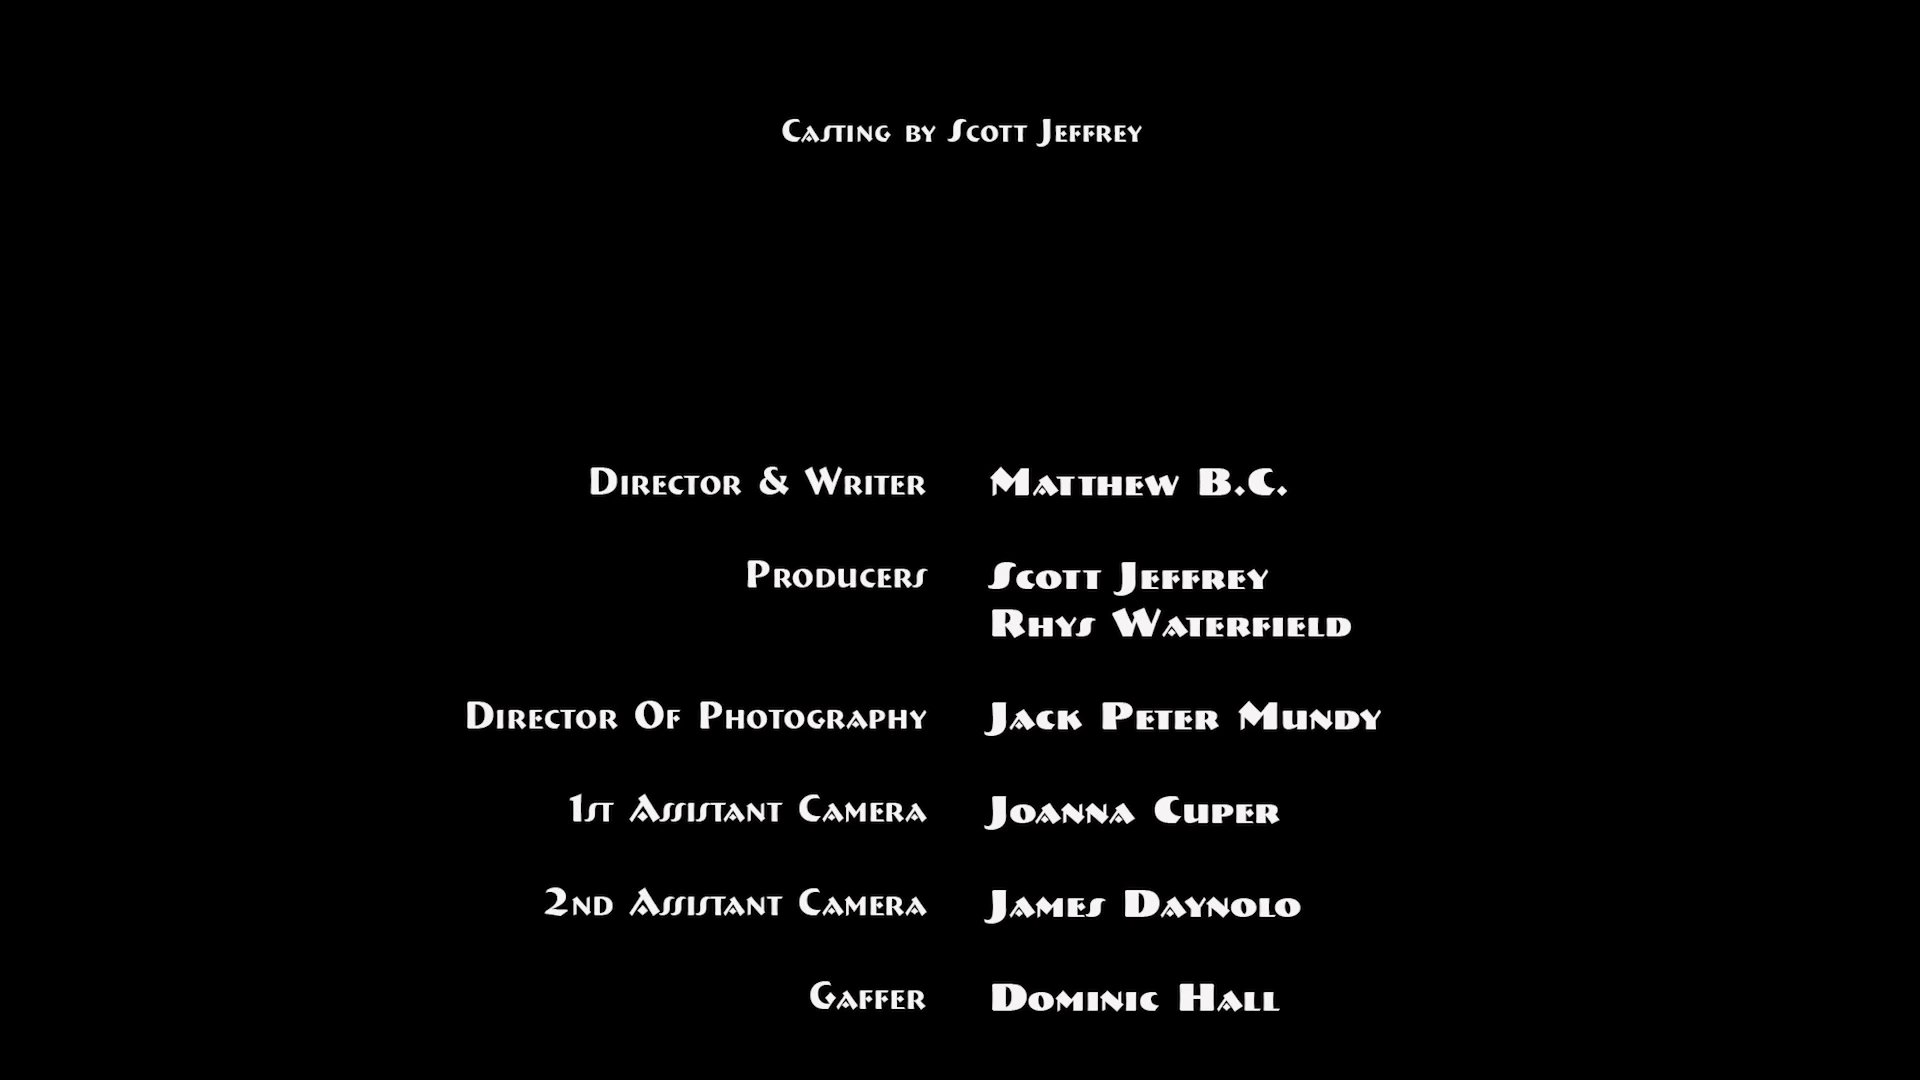 Casting by Scott Jeffrey
Director & Writer Matthew B.C.
Producers Scott Jeffrey
Rhys Waterfield
Director Of Photography Jack Peter Mundy
1st Assistant Camera Joanna Cuper
2nd Assistant Camera James Daynolo
Gaffer Dominic Hall